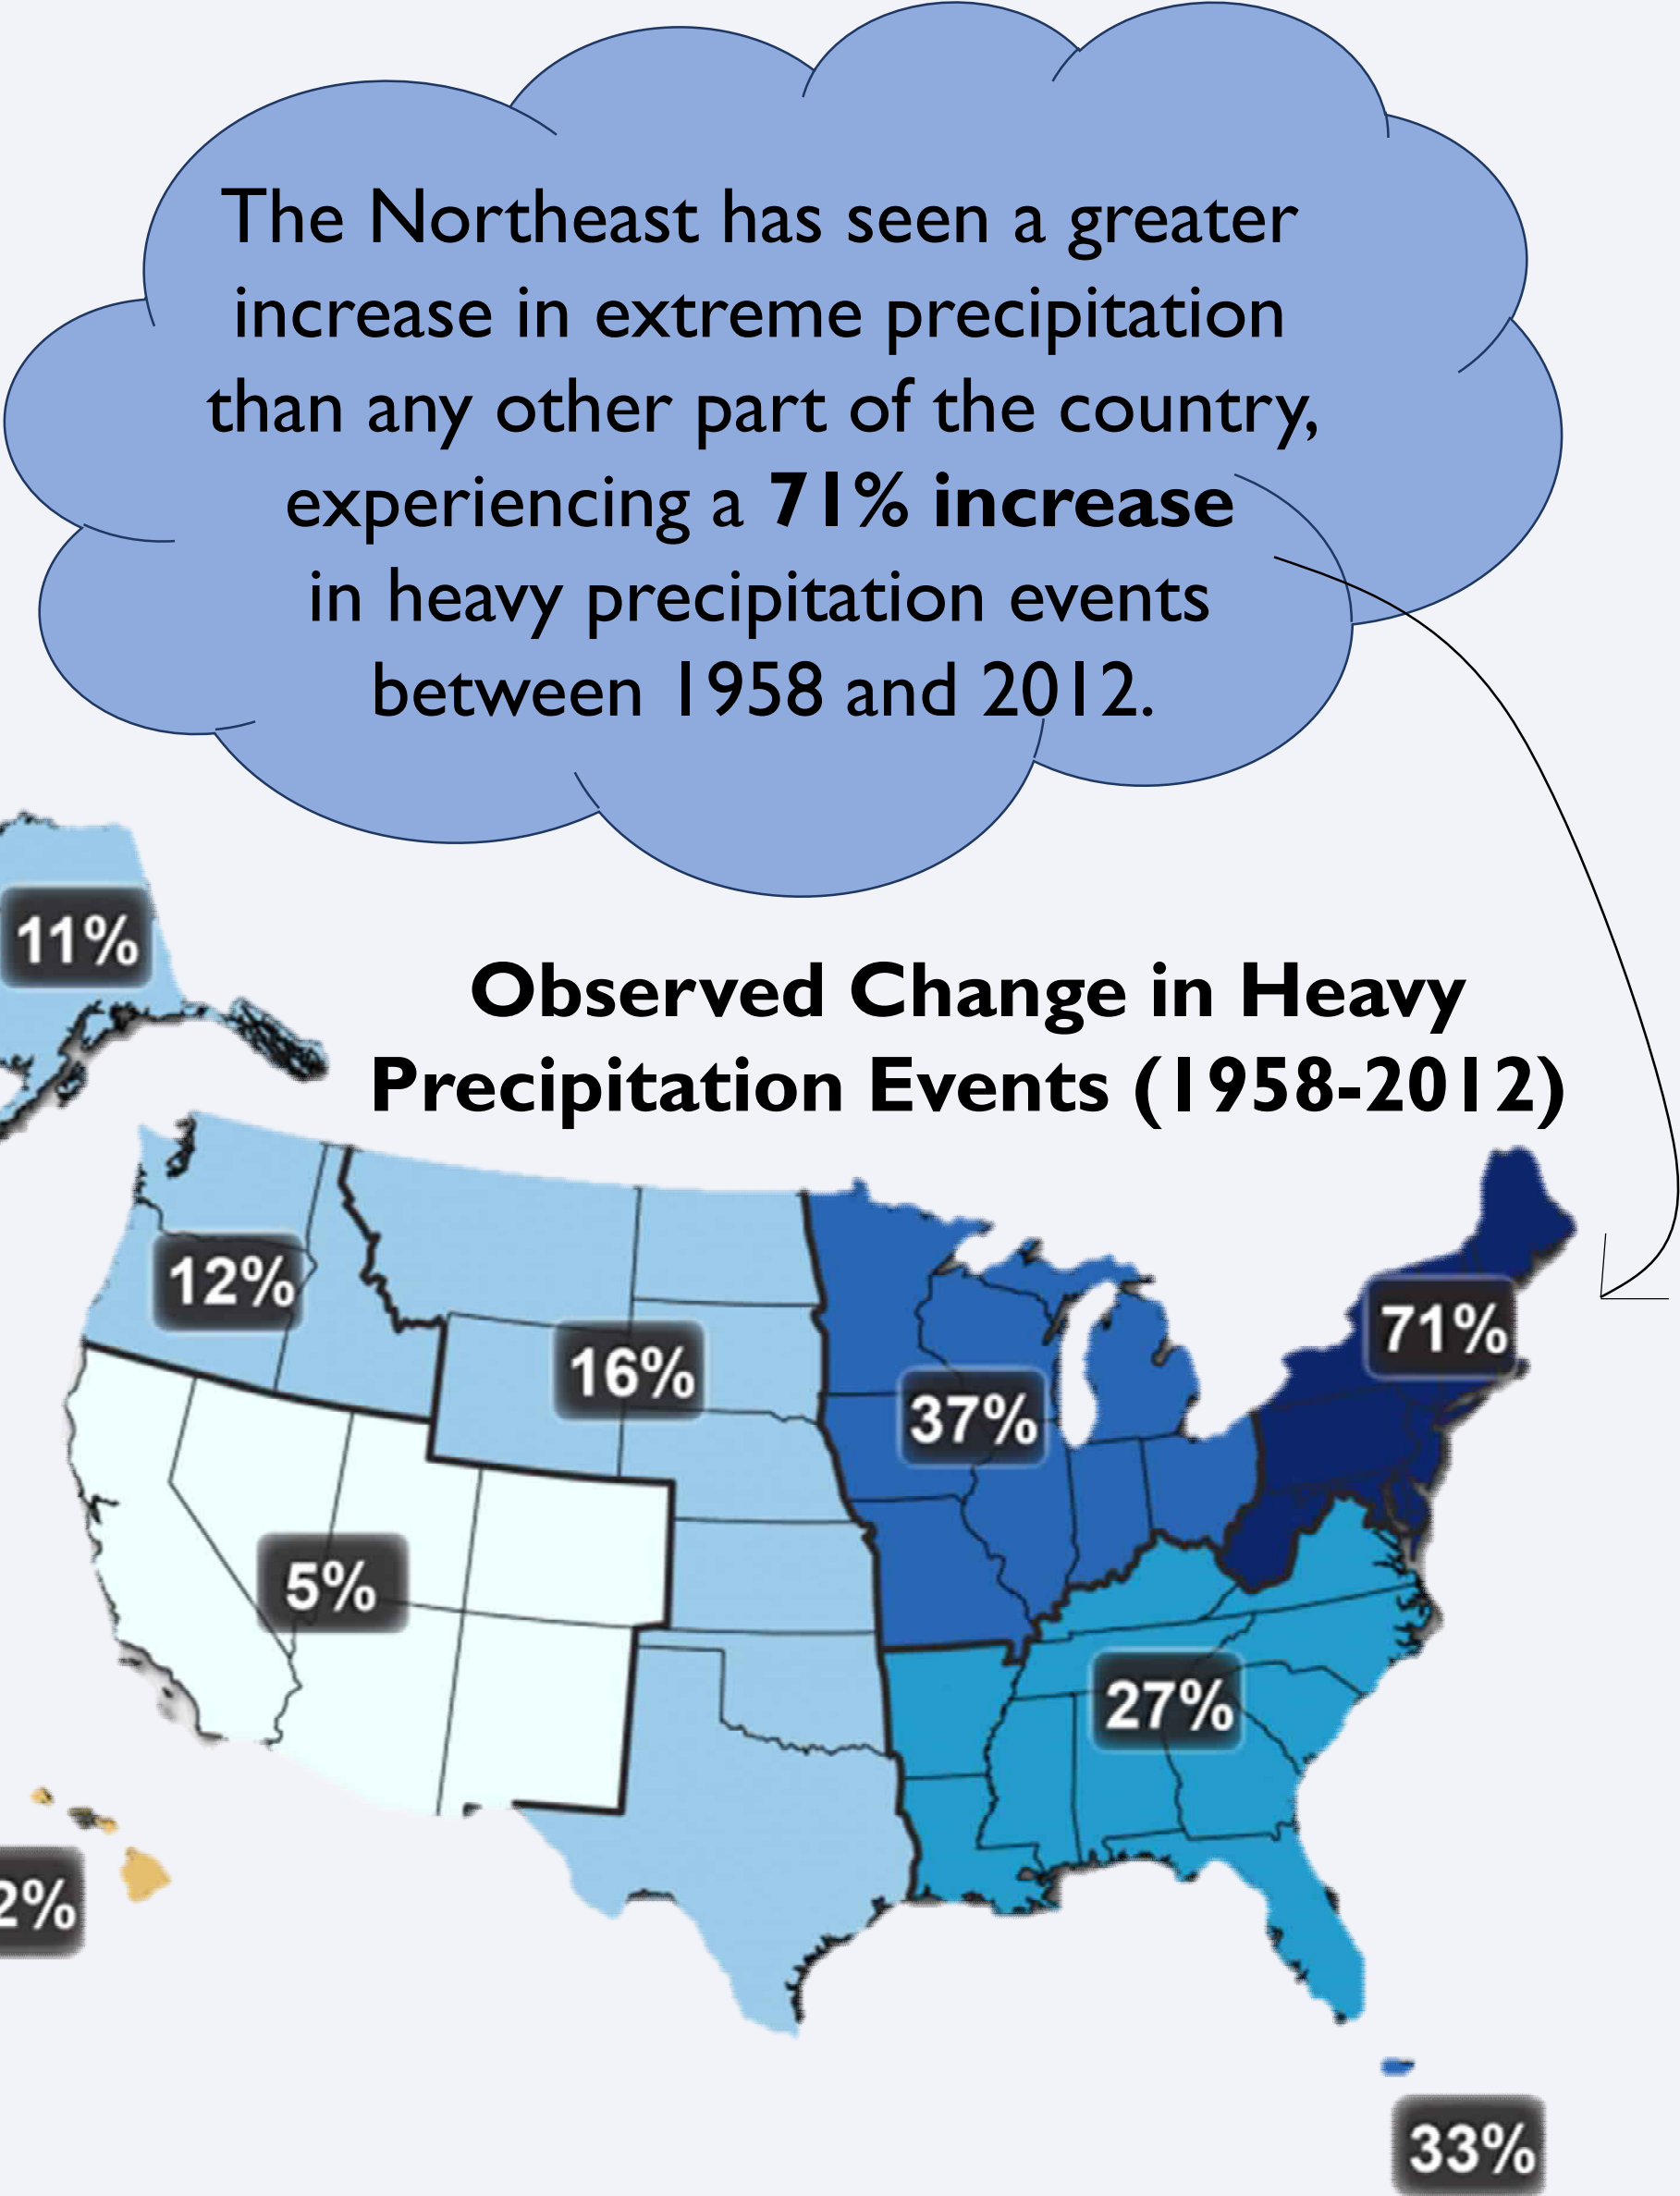 The Northeast has seen a greater
increase in extreme precipitation
than any other part of the country,
experiencing a 71% increase
in heavy precipitation events
between 1958 and 2012.
11%
Observed Change in Heavy
Precipitation Events (1958-2012)
12%
16%
71%
37%
5%
27%
2%
33%